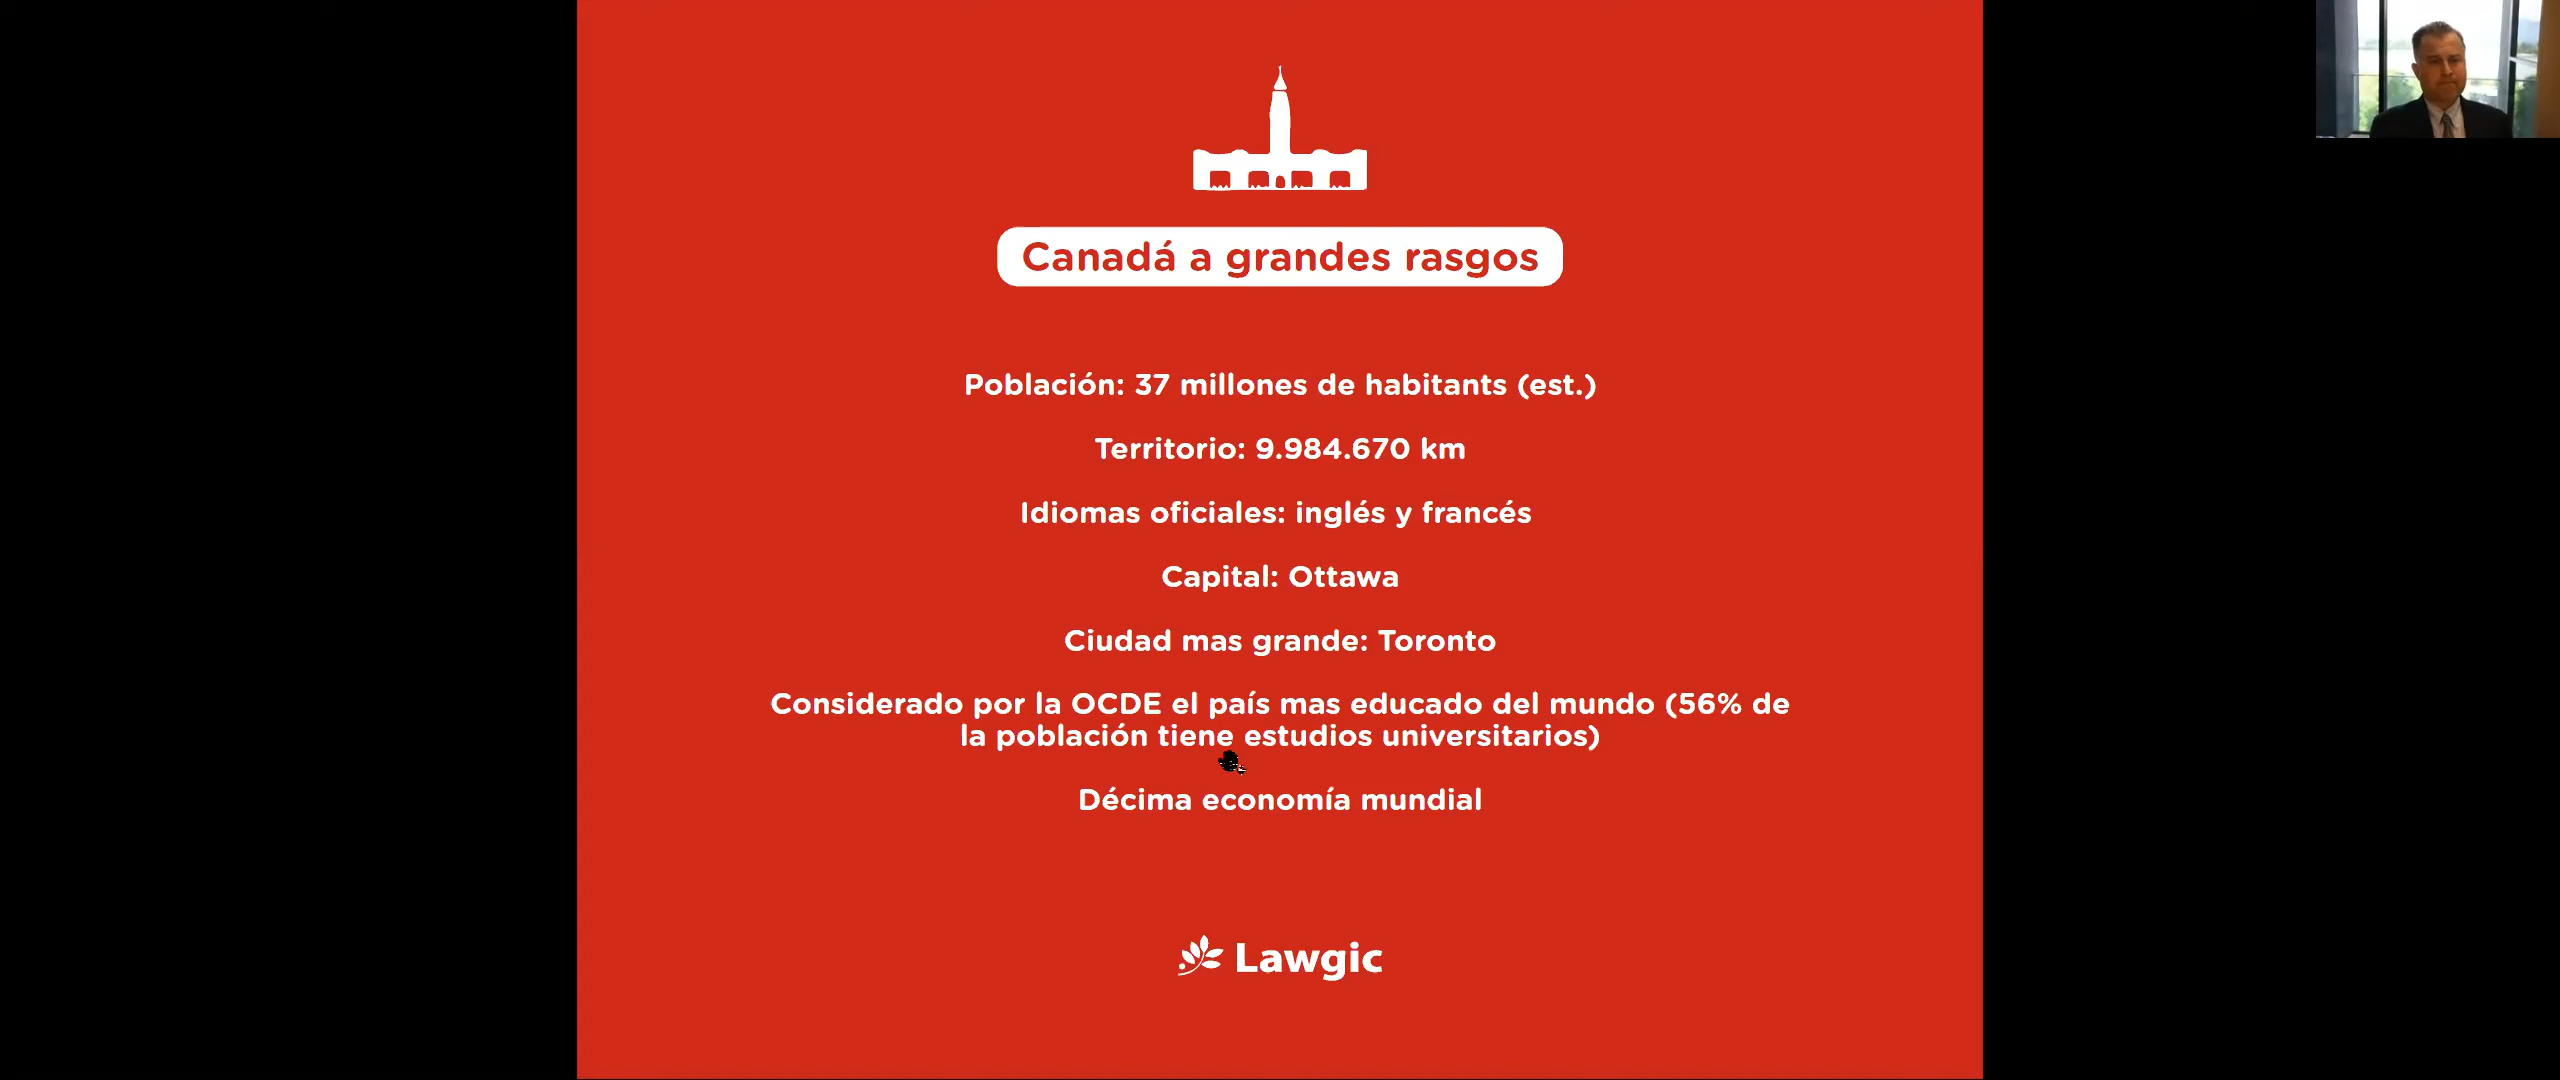 Canadá a grandes rasgos
Población: 37 millones de habitants (est.)
Territorio: 9.984.670 km
Idiomas oficiales: inglés y francés
Capital: Ottawa
Ciudad mas grande: Toronto
Considerado por la OCDE el país mas educado del mundo (56% de
la población tiene estudios universitarios)
Décima economía mundial
Lawgic